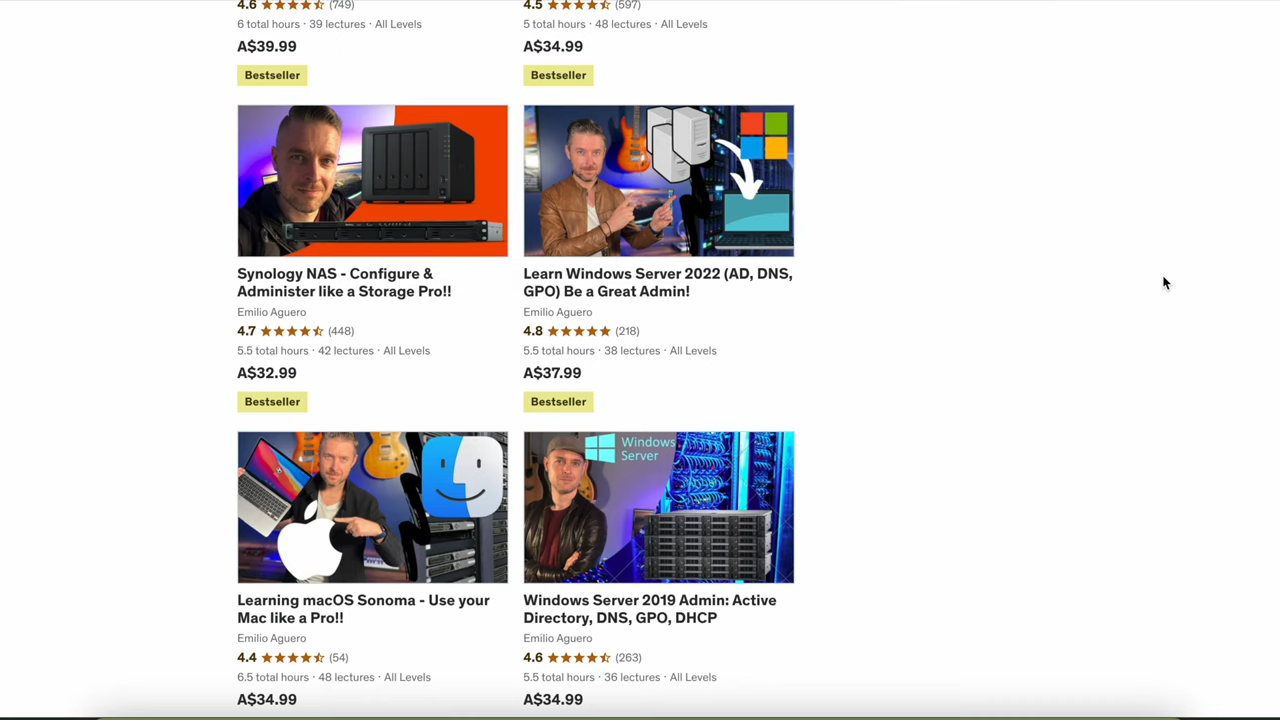 4.6 (749)
6 total hours · 39 lectures · All Levels
A$39.99
Bestseller
4.5 (597)
5 total hours · 48 lectures · All Levels
A$34.99
Bestseller
Synology NAS - Configure &
Administer like a Storage Pro!!
Emilio Aguero
4.7 (448)
5.5 total hours · 42 lectures · All Levels
A$32.99
Bestseller
Learn Windows Server 2022 (AD, DNS,
GPO) Be a Great Admin!
Emilio Aguero
4.8 (218)
5.5 total hours · 38 lectures · All Levels
A$37.99
Bestseller
Learning macOS Sonoma - Use your
Mac like a Pro!!
Emilio Aguero
4.4 (54)
6.5 total hours · 48 lectures · All Levels
A$34.99
Windows
Server
Windows Server 2019 Admin: Active
Directory, DNS, GPO, DHCP
Emilio Aguero
4.6 (263)
5.5 total hours · 36 lectures · All Levels
A$34.99